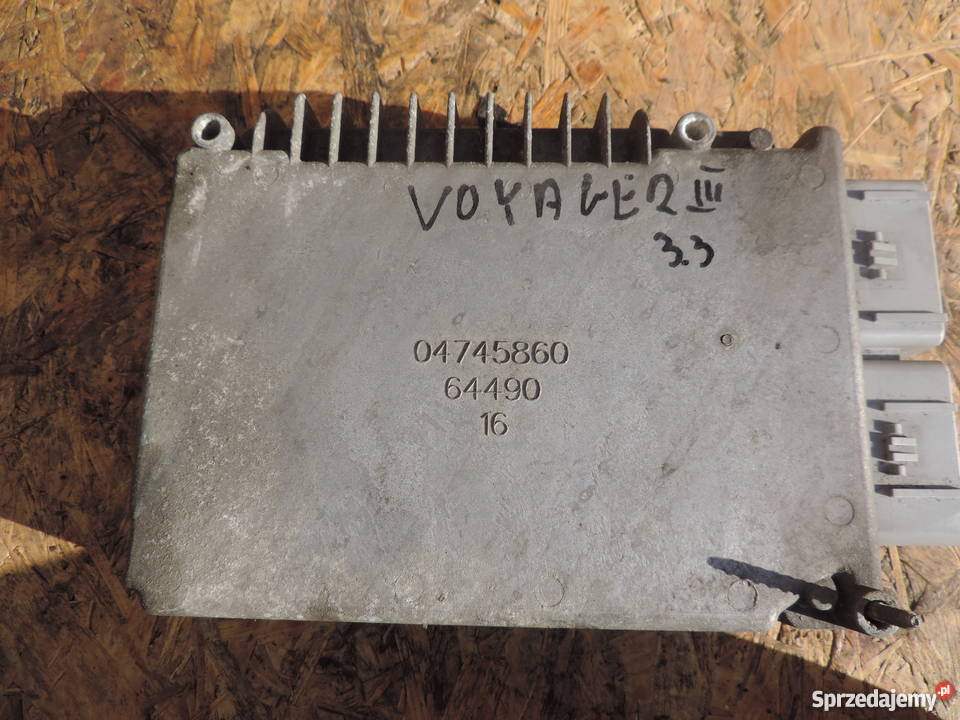 VOYAGER III
3.3
04745860
64490
16
Sprzedajemy.pl